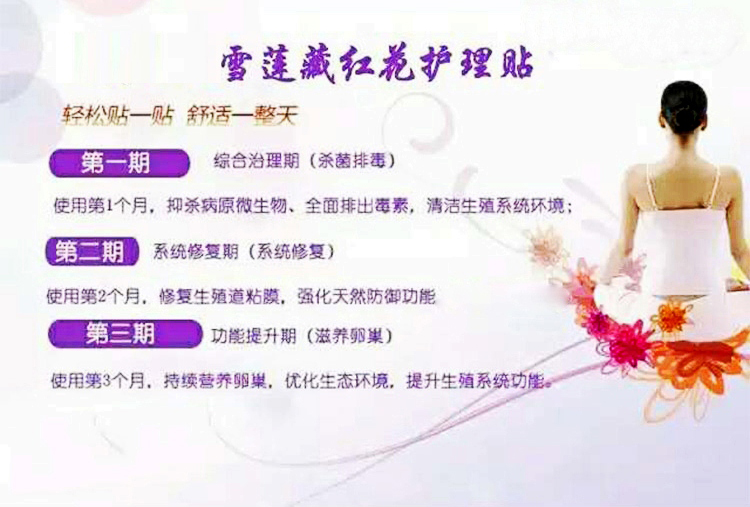 雪莲藏红花护理贴
轻松贴一贴 舒适一整天
第一期 综合治理期（杀菌排毒）
使用第1个月，抑杀病原微生物、全面排出毒素，清洁生殖系统环境；
第二期 系统修复期（系统修复）
使用第2个月，修复生殖道粘膜，强化天然防御功能
第三期 功能提升期（滋养卵巢）
使用第3个月，持续营养卵巢，优化生态环境，提升生殖系统功能。